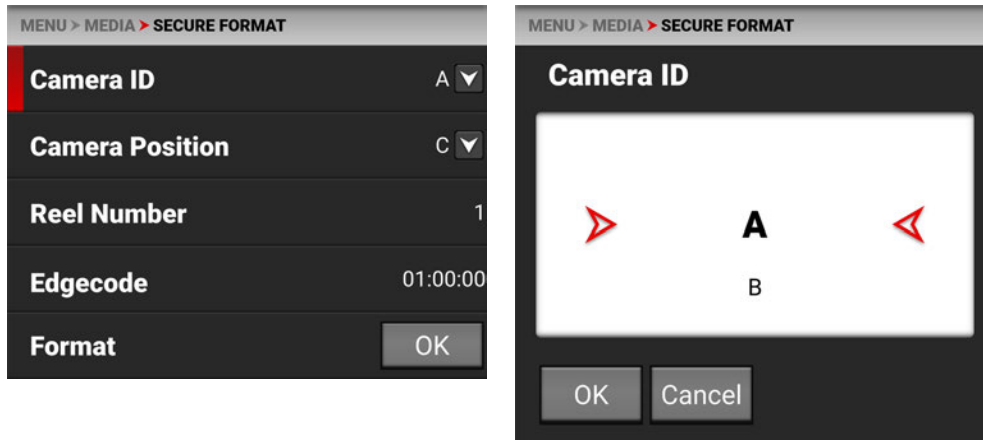 MENU > MEDIA > SECURE FORMAT
Camera ID A
Camera Position C
Reel Number 1
Edgecode 01:00:00
Format OK
MENU > MEDIA > SECURE FORMAT
Camera ID
A
B
OK Cancel